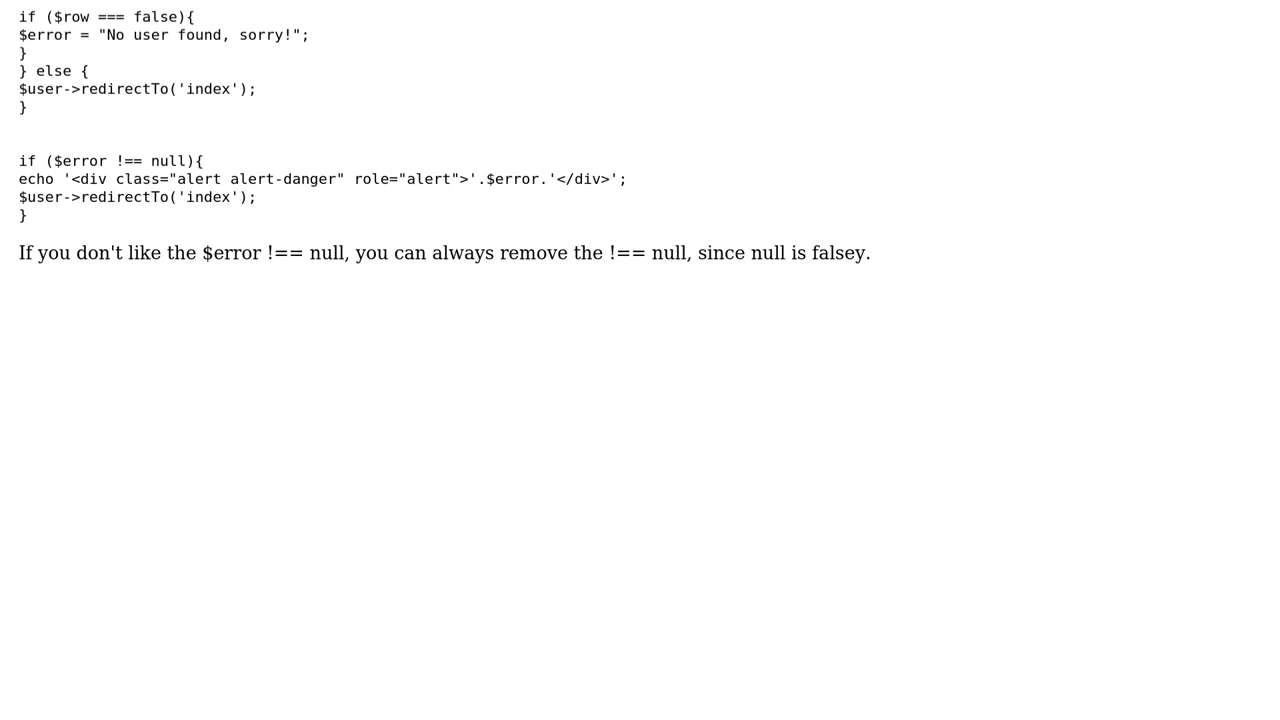 if ($row === false){
$error = "No user found, sorry!";
}
} else {
$user->redirectTo('index');
}
if ($error !== null){
echo '<div class="alert alert-danger" role="alert">'.$error.'</div>';
$user->redirectTo('index');
}
If you don't like the $error !== null, you can always remove the !== null, since null is falsey.